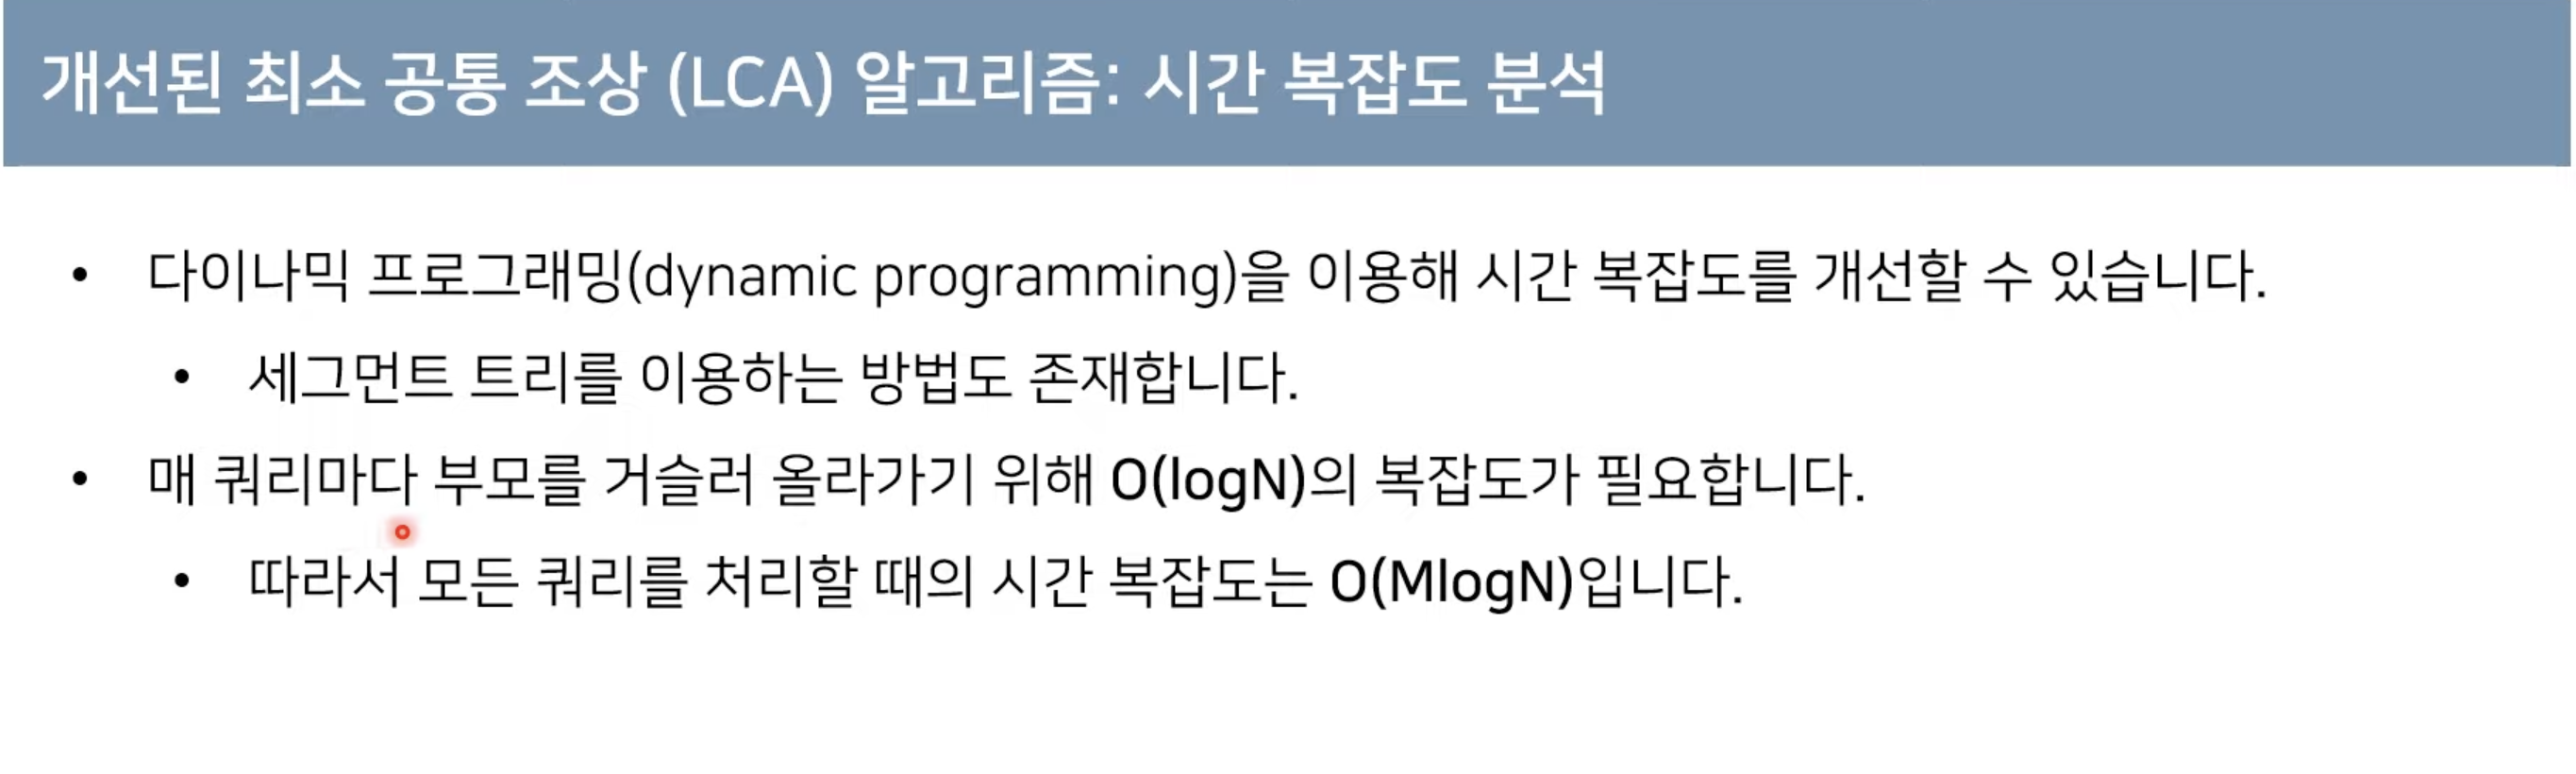 개선된 최소 공통 조상 (LCA) 알고리즘: 시간 복잡도 분석
• 다이나믹 프로그래밍(dynamic programming)을 이용해 시간 복잡도를 개선할 수 있습니다.
• 세그먼트 트리를 이용하는 방법도 존재합니다.
• 매 쿼리마다 부모를 거슬러 올라가기 위해 O(logN)의 복잡도가 필요합니다.
• 따라서 모든 쿼리를 처리할 때의 시간 복잡도는 O(MlogN)입니다.